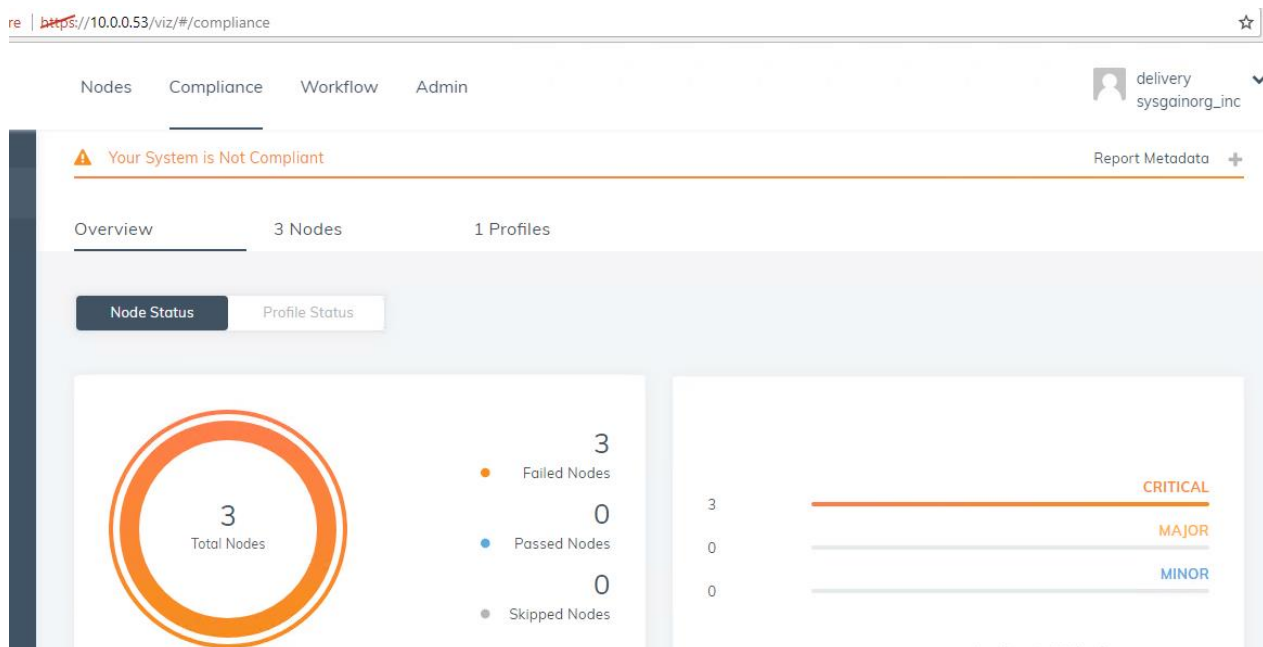 re | https://10.0.0.53/viz/#/compliance
Nodes Compliance Workflow Admin
delivery
sysgainorg_inc
Your System is Not Compliant
Report Metadata
Overview 3 Nodes 1 Profiles
Node Status Profile Status
3
Total Nodes
3
Failed Nodes
0
Passed Nodes
0
Skipped Nodes
CRITICAL
3
MAJOR
0
MINOR
0